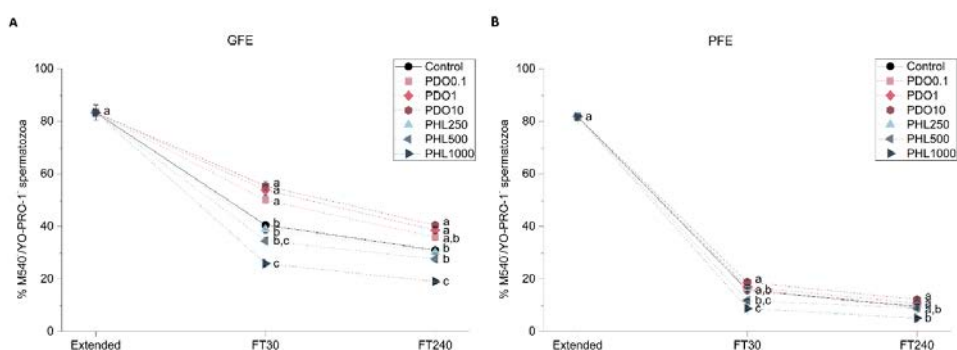 A
GFE
% M540⁻/YO-PRO-1⁻ spermatozoa
100
80
60
40
20
0
Extended
FT30
FT240
Control
PDO0.1
PDO1
PDO10
PHL250
PHL500
PHL1000
a
a
a
a
b
b
b,c
c
a
a
a,b
b
b
c
B
PFE
% M540⁻/YO-PRO-1⁻ spermatozoa
100
80
60
40
20
0
Extended
FT30
FT240
Control
PDO0.1
PDO1
PDO10
PHL250
PHL500
PHL1000
a
a
a,b
b,c
c
a
a,b
b